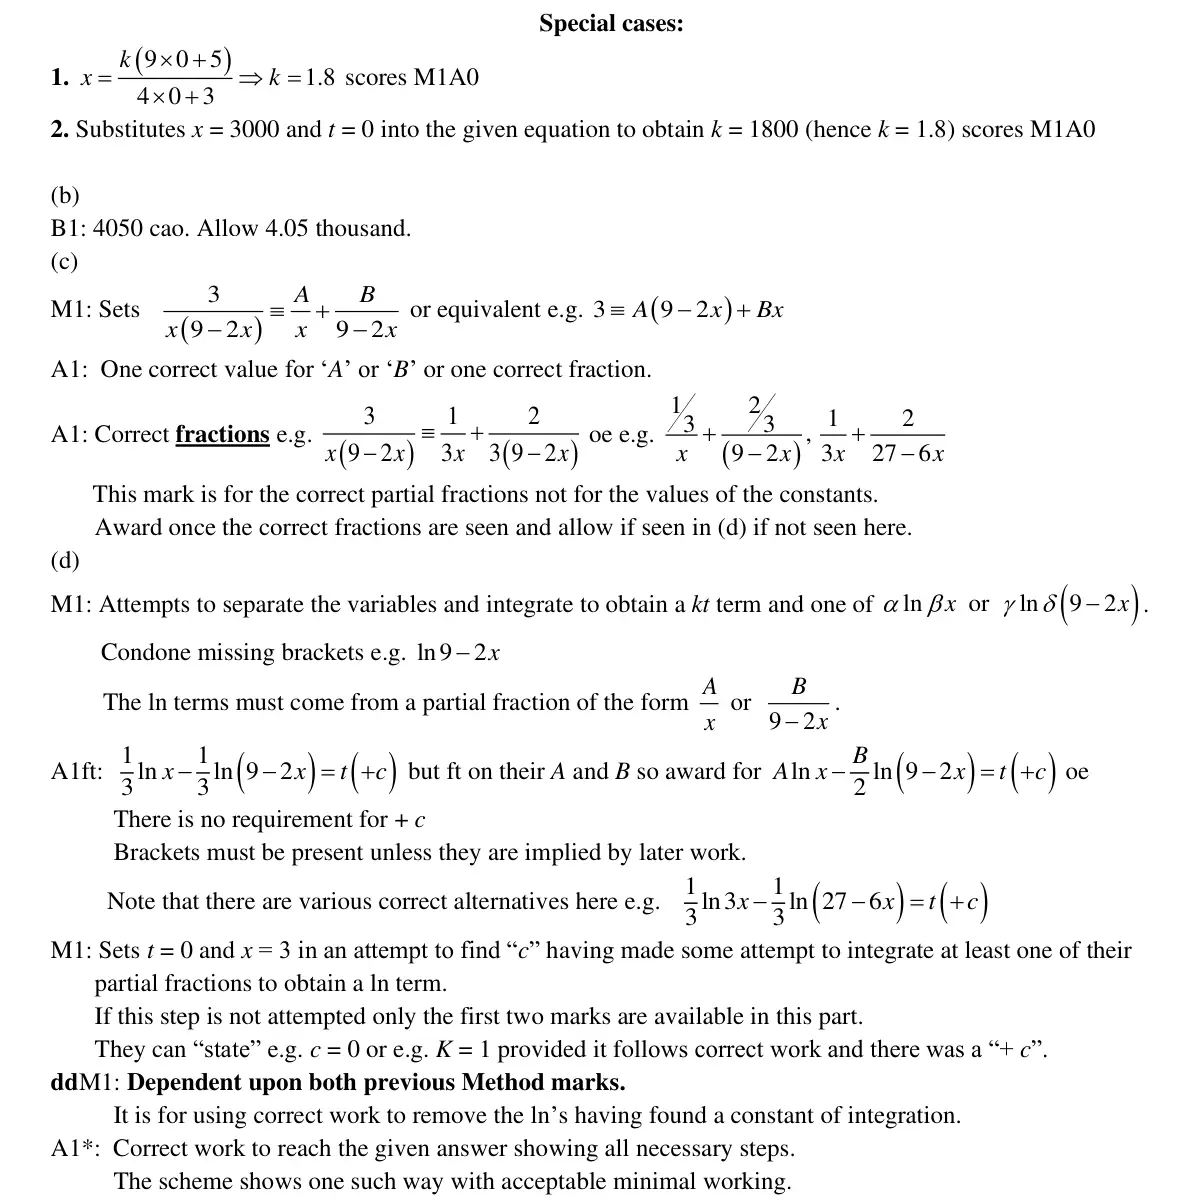 Special cases:
1. x = k(9×0+5)/(4×0+3) ⇒ k = 1.8 scores M1A0
2. Substitutes x = 3000 and t = 0 into the given equation to obtain k = 1800 (hence k = 1.8) scores M1A0
(b)
B1: 4050 cao. Allow 4.05 thousand.
(c)
M1: Sets 3/(x(9−2x)) ≡ A/x + B/(9−2x) or equivalent e.g. 3 ≡ A(9−2x)+Bx
A1: One correct value for ‘A’ or ‘B’ or one correct fraction.
A1: Correct fractions e.g. 3/(x(9−2x)) ≡ 1/(3x) + 2/(3(9−2x)) oe e.g. (1/3)/x + (2/3)/((9−2x)), 1/(3x) + 2/(27−6x)
This mark is for the correct partial fractions not for the values of the constants.
Award once the correct fractions are seen and allow if seen in (d) if not seen here.
(d)
M1: Attempts to separate the variables and integrate to obtain a kt term and one of α ln βx or γ ln δ(9−2x).
Condone missing brackets e.g. ln 9−2x
The ln terms must come from a partial fraction of the form A/x or B/(9−2x).
A1ft: 1/3 ln x − 1/3 ln(9−2x) = t(+c) but ft on their A and B so award for A ln x − B/2 ln(9−2x) = t(+c) oe
There is no requirement for + c
Brackets must be present unless they are implied by later work.
Note that there are various correct alternatives here e.g. 1/3 ln 3x − 1/3 ln(27−6x) = t(+c)
M1: Sets t = 0 and x = 3 in an attempt to find “c” having made some attempt to integrate at least one of their
partial fractions to obtain a ln term.
If this step is not attempted only the first two marks are available in this part.
They can “state” e.g. c = 0 or e.g. K = 1 provided it follows correct work and there was a “+ c”.
ddM1: Dependent upon both previous Method marks.
It is for using correct work to remove the ln’s having found a constant of integration.
A1*: Correct work to reach the given answer showing all necessary steps.
The scheme shows one such way with acceptable minimal working.